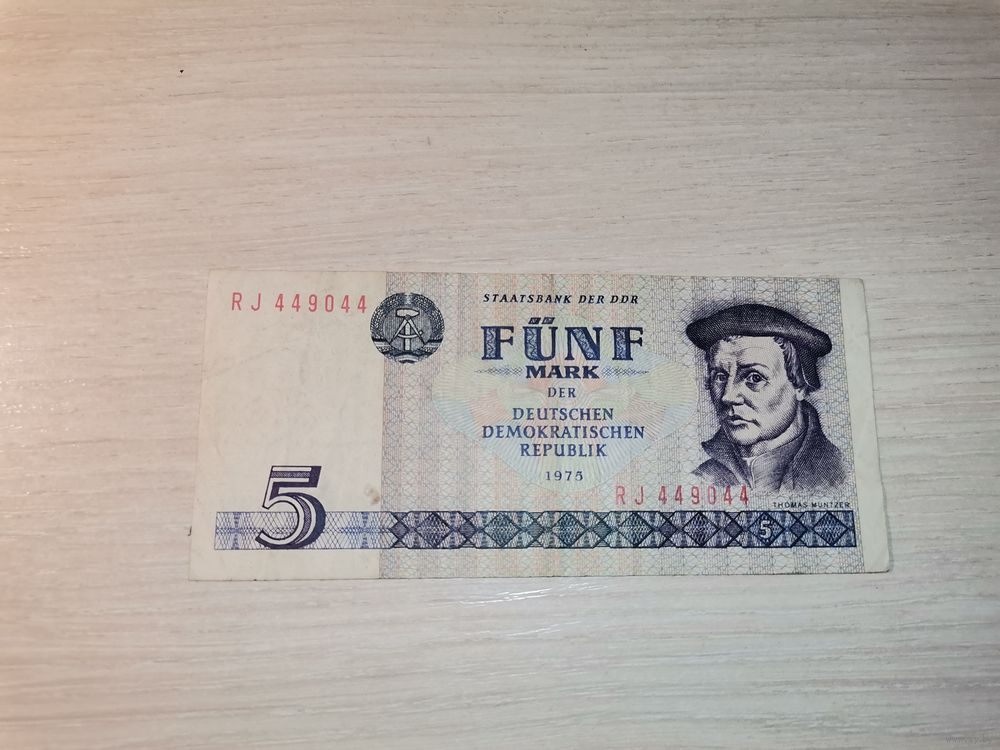 RJ 449044
STAATSBANK DER DDR
FÜNF
MARK
DER
DEUTSCHEN
DEMOKRATISCHEN
REPUBLIK
1975
RJ 449044
THOMAS MÜNTZER
5
5